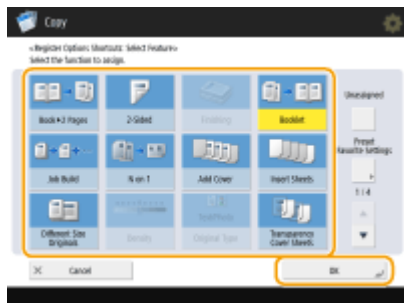 Copy
<Register Options Shortcuts: Select Feature>
Select the function to assign.
Book▸2 Pages
2-Sided
Finishing
Booklet
Unassigned
Job Build
N on 1
Add Cover
Insert Sheets
Preset
Favorite Settings
Different Size
Originals
Density
Original Type
Transparency
Cover Sheets
1/4
Cancel
OK